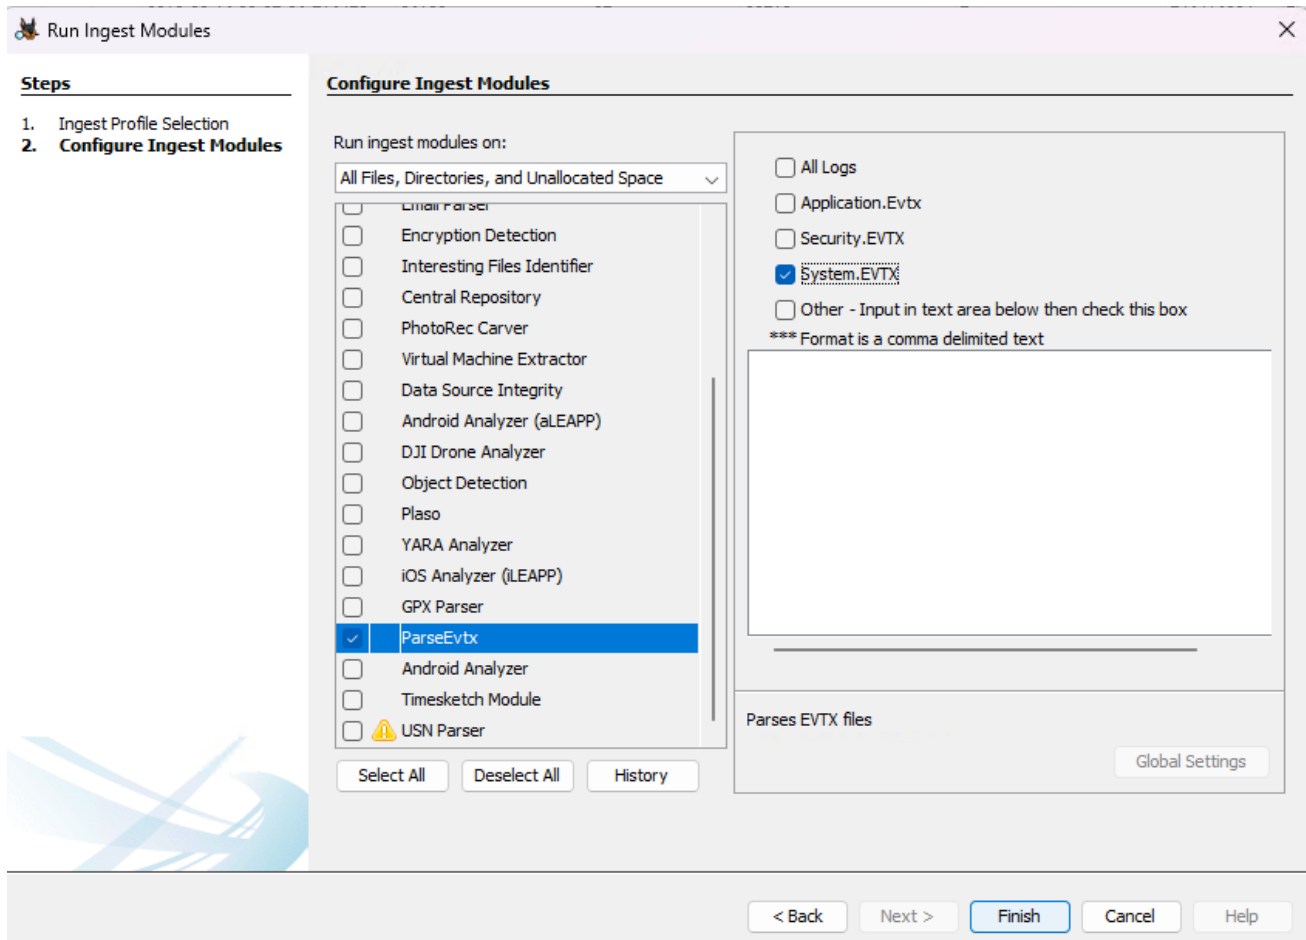 Run Ingest Modules
Steps
1. Ingest Profile Selection
2. Configure Ingest Modules
Configure Ingest Modules
Run ingest modules on:
All Files, Directories, and Unallocated Space
Email Parser
Encryption Detection
Interesting Files Identifier
Central Repository
PhotoRec Carver
Virtual Machine Extractor
Data Source Integrity
Android Analyzer (aLEAPP)
DJI Drone Analyzer
Object Detection
Plaso
YARA Analyzer
iOS Analyzer (iLEAPP)
GPX Parser
ParseEvtx
Android Analyzer
Timesketch Module
USN Parser
Select All
Deselect All
History
All Logs
Application.Evtx
Security.EVTX
System.EVTX
Other - Input in text area below then check this box
*** Format is a comma delimited text
Parses EVTX files
Global Settings
< Back
Next >
Finish
Cancel
Help